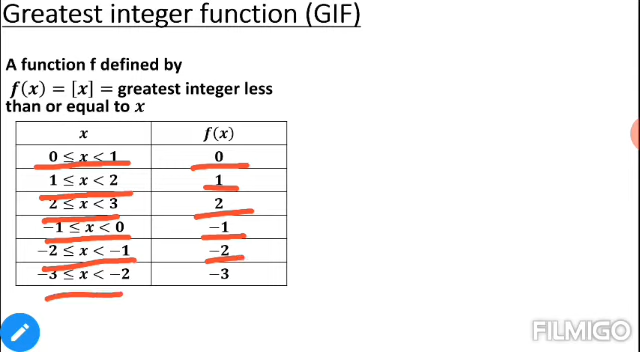 Greatest integer function (GIF)
A function f defined by
f(x) = [x] = greatest integer less
than or equal to x
x f(x)
0 ≤ x < 1 0
1 ≤ x < 2 1
2 ≤ x < 3 2
−1 ≤ x < 0 −1
−2 ≤ x < −1 −2
−3 ≤ x < −2 −3
FILMIGO